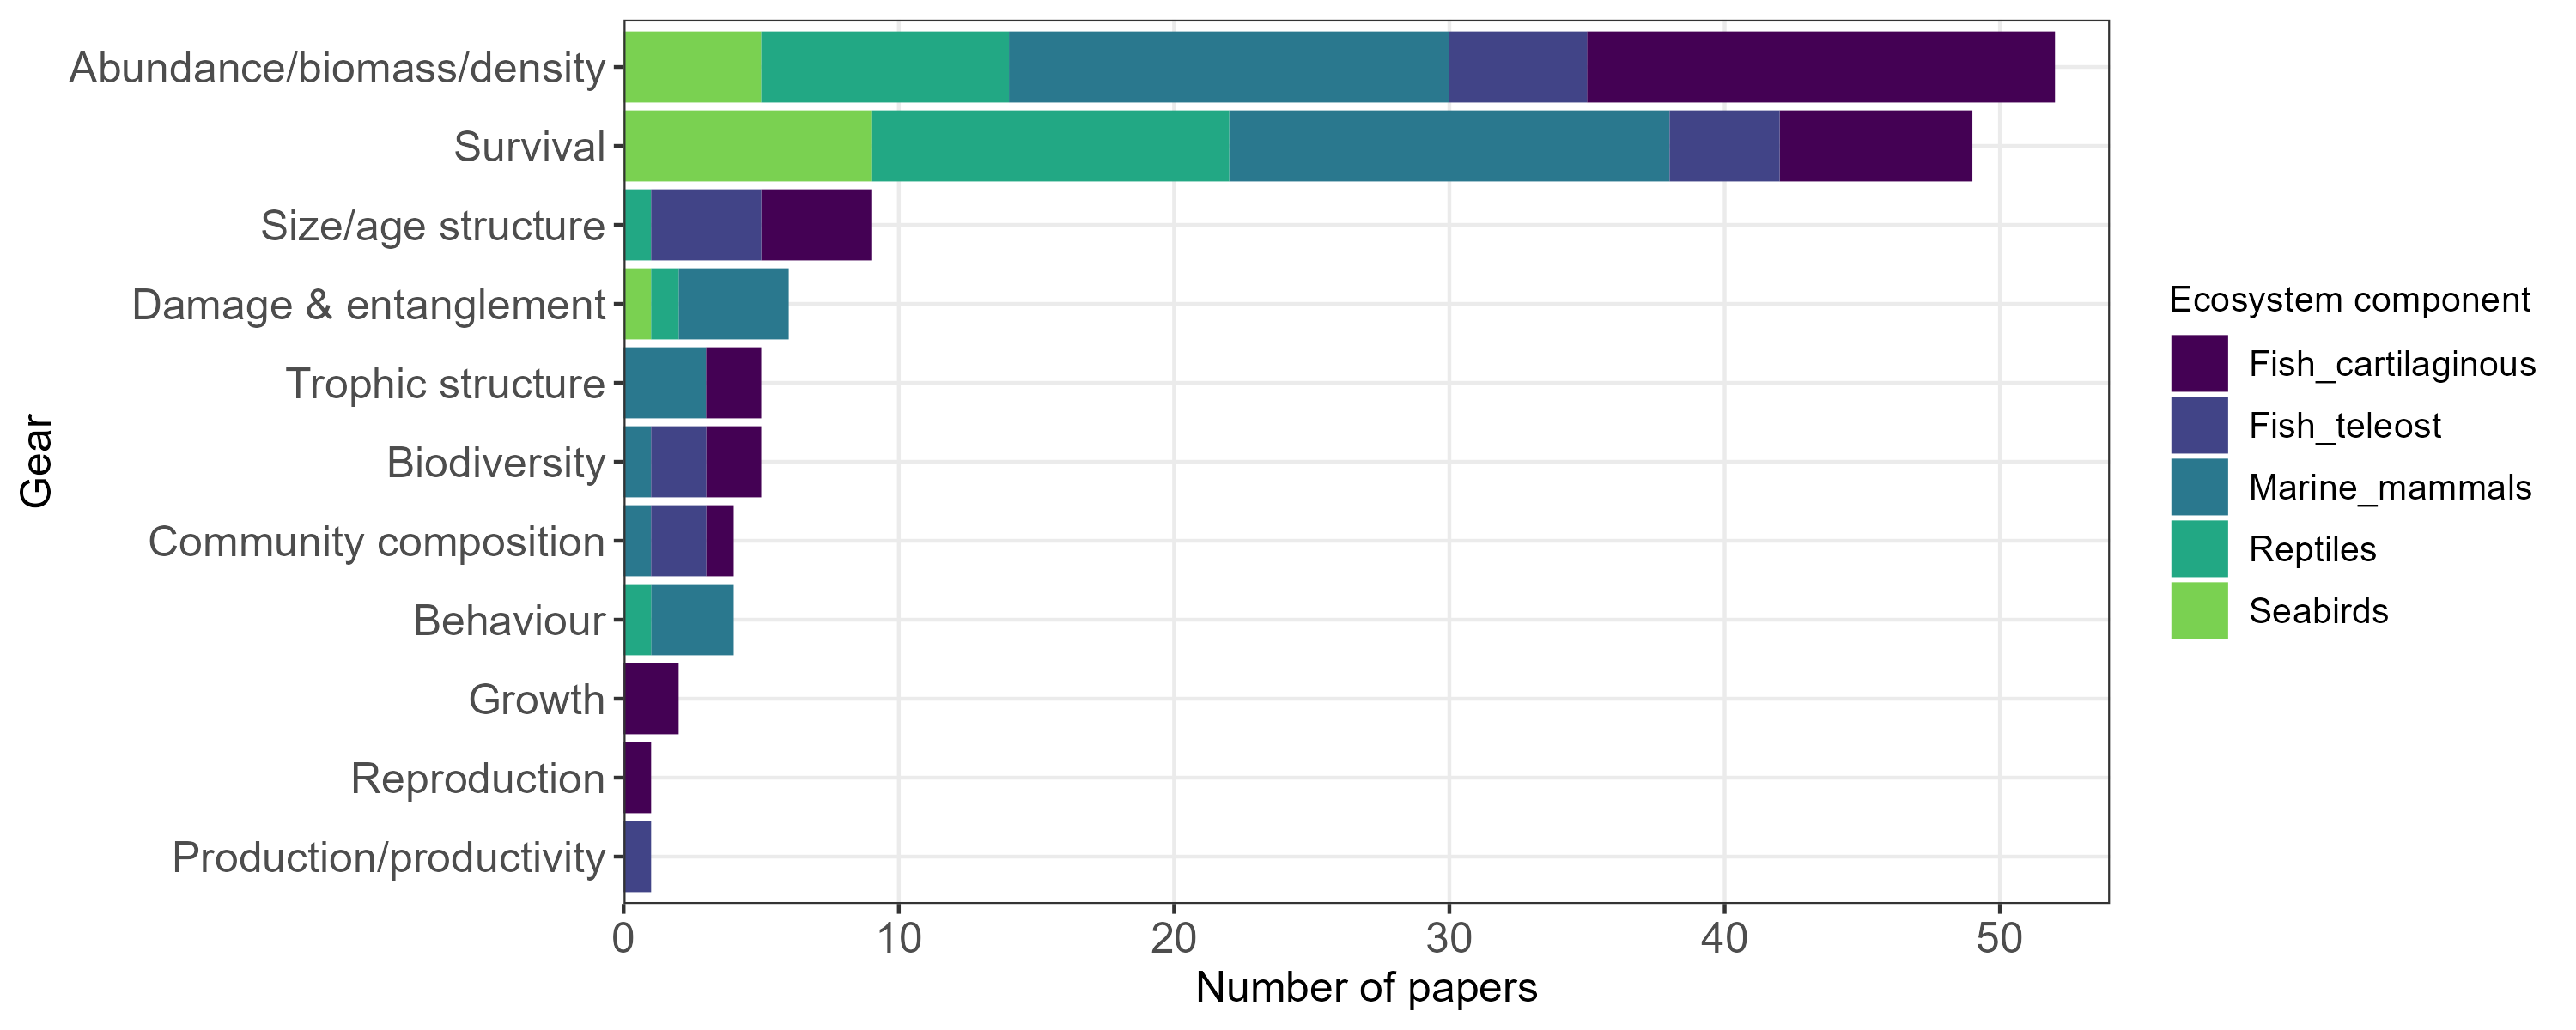 Abundance/biomass/density
Survival
Size/age structure
Damage & entanglement
Trophic structure
Biodiversity
Community composition
Behaviour
Growth
Reproduction
Production/productivity
Gear
0 10 20 30 40 50
Number of papers
Ecosystem component
Fish_cartilaginous
Fish_teleost
Marine_mammals
Reptiles
Seabirds